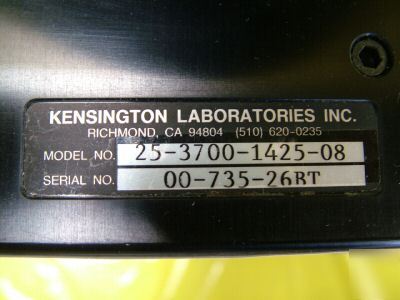 KENSINGTON LABORATORIES INC.
RICHMOND, CA 94804 (510) 620-0235
MODEL NO. 25-3700-1425-08
SERIAL NO. 00-735-26BT